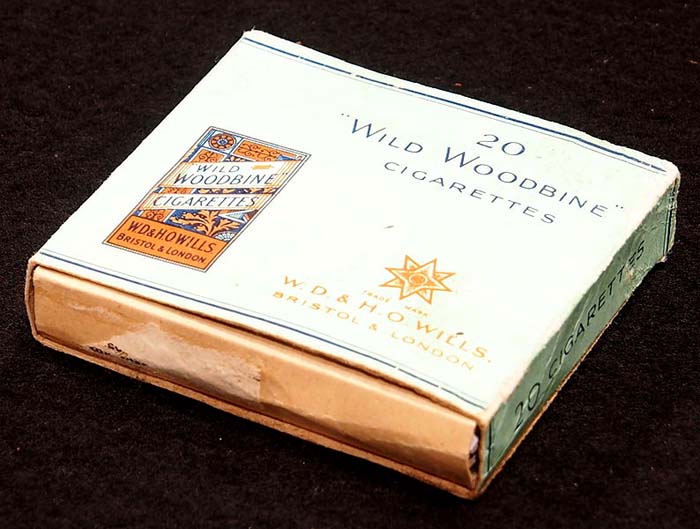 20
"WILD WOODBINE"
CIGARETTES
WILD
WOODBINE
CIGARETTES
W.D.& H.O.WILLS
BRISTOL & LONDON
TRADE MARK
W.D. & H.O. WILLS.
BRISTOL & LONDON
20 CIGARETTES